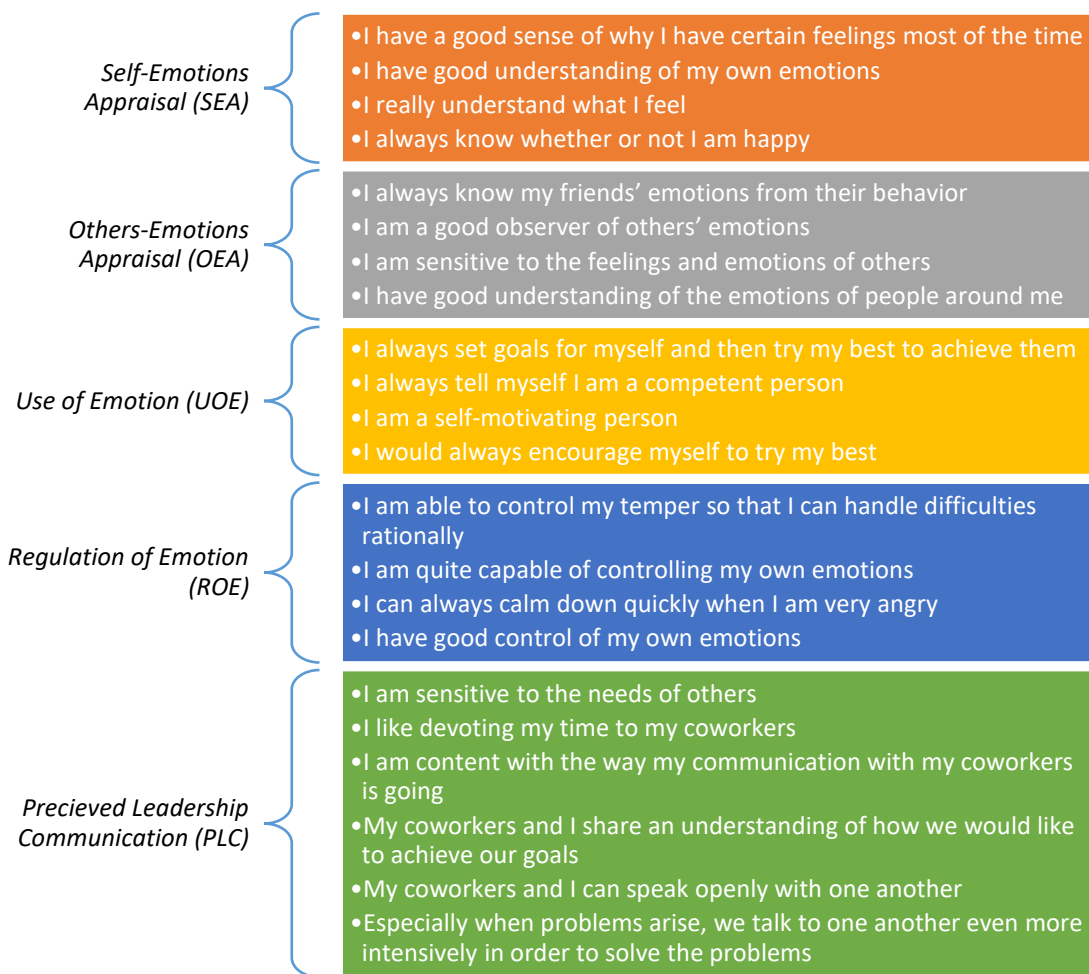 Self-Emotions
Appraisal (SEA)
•I have a good sense of why I have certain feelings most of the time
•I have good understanding of my own emotions
•I really understand what I feel
•I always know whether or not I am happy
Others-Emotions
Appraisal (OEA)
•I always know my friends’ emotions from their behavior
•I am a good observer of others’ emotions
•I am sensitive to the feelings and emotions of others
•I have good understanding of the emotions of people around me
Use of Emotion (UOE)
•I always set goals for myself and then try my best to achieve them
•I always tell myself I am a competent person
•I am a self-motivating person
•I would always encourage myself to try my best
Regulation of Emotion
(ROE)
•I am able to control my temper so that I can handle difficulties
rationally
•I am quite capable of controlling my own emotions
•I can always calm down quickly when I am very angry
•I have good control of my own emotions
Precieved Leadership
Communication (PLC)
•I am sensitive to the needs of others
•I like devoting my time to my coworkers
•I am content with the way my communication with my coworkers
is going
•My coworkers and I share an understanding of how we would like
to achieve our goals
•My coworkers and I can speak openly with one another
•Especially when problems arise, we talk to one another even more
intensively in order to solve the problems